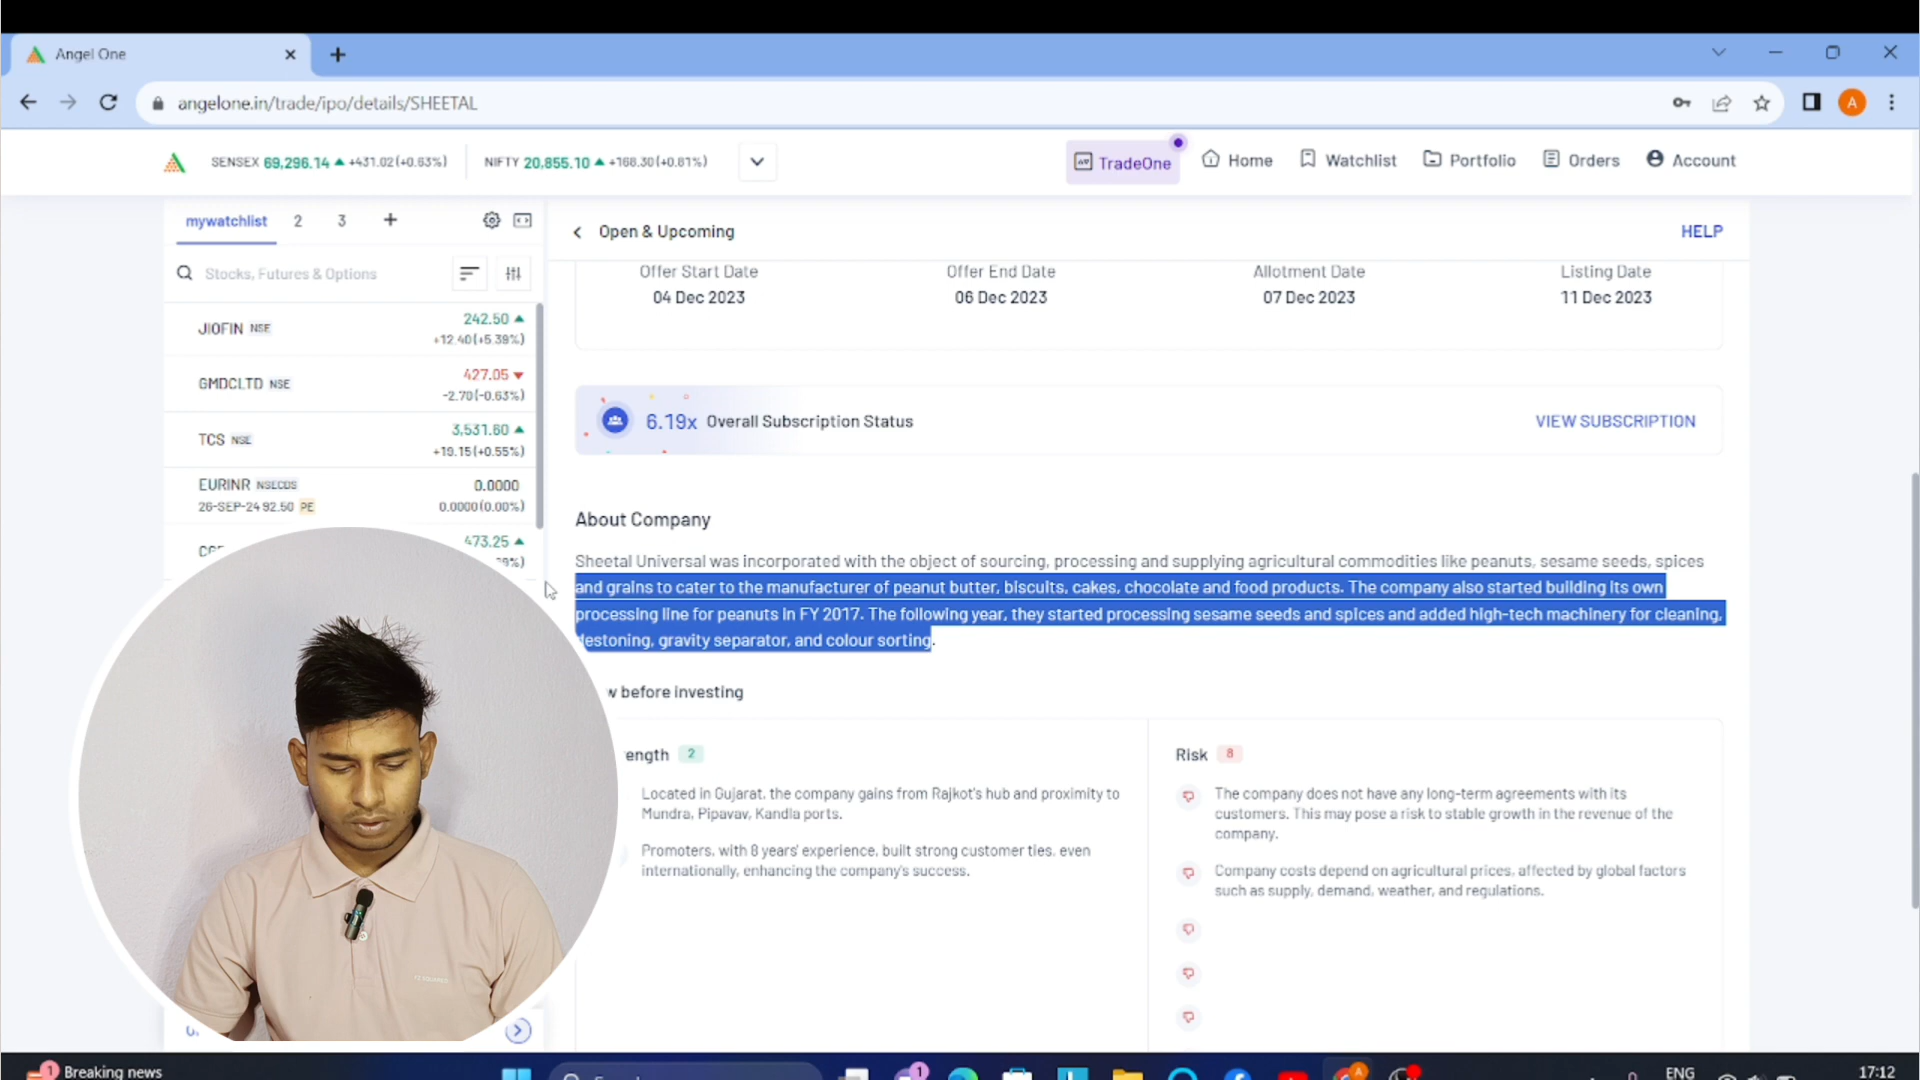 Angel One
angelone.in/trade/ipo/details/SHEETAL
A
SENSEX 69,296.14 +431.02(+0.63%) NIFTY 20,855.10 +168.30(+0.81%)
TradeOne Home Watchlist Portfolio Orders Account
mywatchlist 2 3 +
Stocks, Futures & Options
JIOFIN NSE 242.50
+12.40(+5.39%)
GMDCLTD NSE 427.05
-2.70(-0.63%)
TCS NSE 3,531.60
+19.15(+0.55%)
EURINR NSECDS 0.0000
26-SEP-24 92.50 PE 0.0000(0.00%)
473.25
Open & Upcoming HELP
Offer Start Date Offer End Date Allotment Date Listing Date
04 Dec 2023 06 Dec 2023 07 Dec 2023 11 Dec 2023
6.19x Overall Subscription Status VIEW SUBSCRIPTION
About Company
Sheetal Universal was incorporated with the object of sourcing, processing and supplying agricultural commodities like peanuts, sesame seeds, spices
and grains to cater to the manufacturer of peanut butter, biscuits, cakes, chocolate and food products. The company also started building its own
processing line for peanuts in FY 2017. The following year, they started processing sesame seeds and spices and added high-tech machinery for cleaning,
destoning, gravity separator, and colour sorting.
w before investing
ength 2
Located in Gujarat, the company gains from Rajkot's hub and proximity to
Mundra, Pipavav, Kandla ports.
Promoters, with 8 years' experience, built strong customer ties, even
internationally, enhancing the company's success.
Risk 8
The company does not have any long-term agreements with its
customers. This may pose a risk to stable growth in the revenue of the
company.
Company costs depend on agricultural prices, affected by global factors
such as supply, demand, weather, and regulations.
1 Breaking news
1
A
ENG
17:12